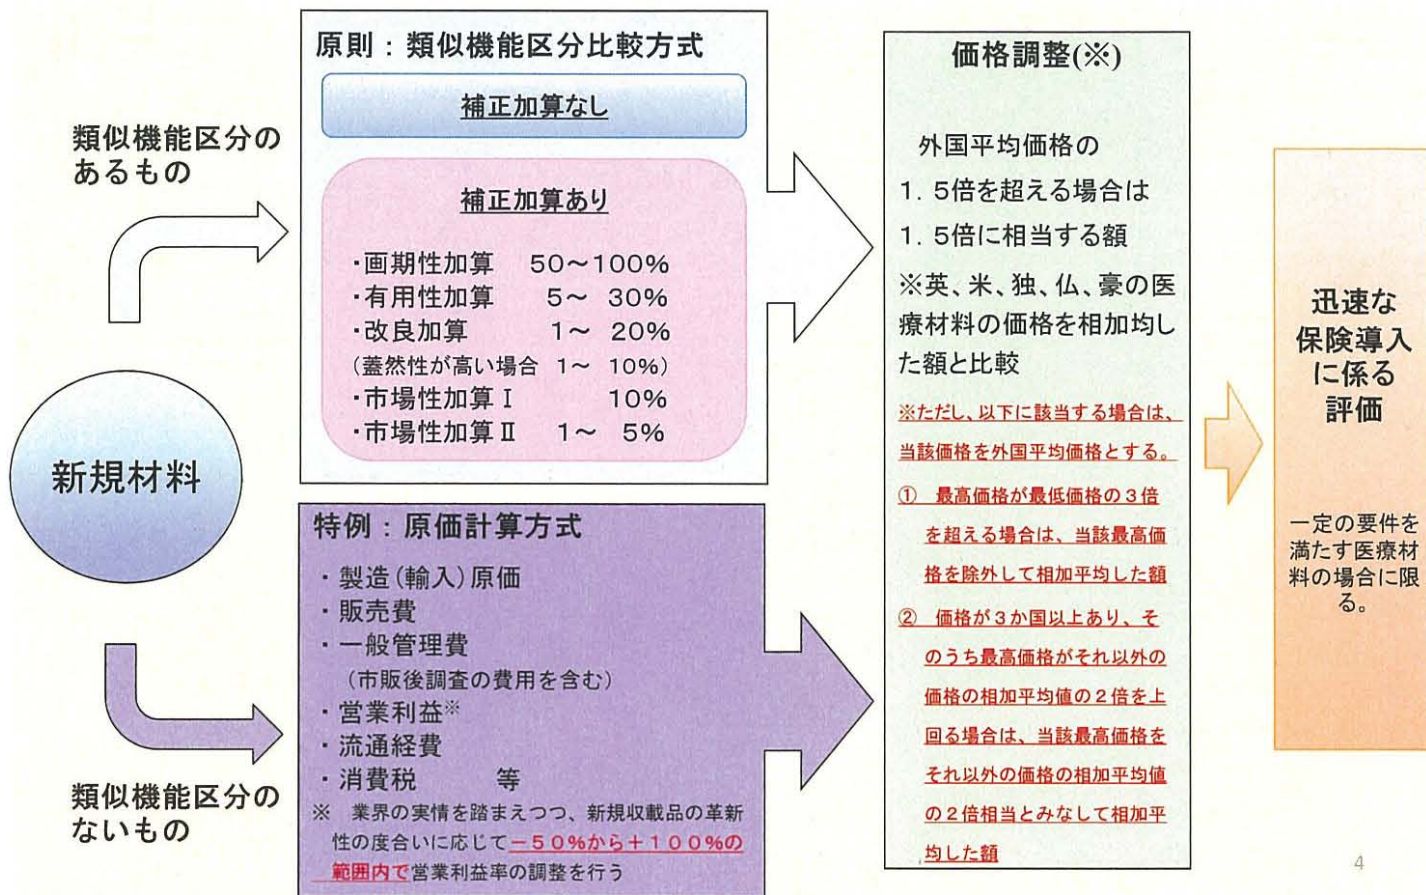 新規材料
類似機能区分の
あるもの
類似機能区分の
ないもの
原則：類似機能区分比較方式
補正加算なし
補正加算あり
・画期性加算　50～100%
・有用性加算　5～　30%
・改良加算　1～　20%
（蓋然性が高い場合　1～　10%）
・市場性加算Ⅰ　10%
・市場性加算Ⅱ　1～　5%
特例：原価計算方式
・製造（輸入）原価
・販売費
・一般管理費
（市販後調査の費用を含む）
・営業利益※
・流通経費
・消費税　等
※　業界の実情を踏まえつつ、新規収載品の革新
性の度合いに応じて－５０％から＋１００％の
範囲内で営業利益率の調整を行う
価格調整(※)
外国平均価格の
１．５倍を超える場合は
１．５倍に相当する額
※英、米、独、仏、豪の医
療材料の価格を相加均し
た額と比較
※ただし、以下に該当する場合は、
当該価格を外国平均価格とする。
①　最高価格が最低価格の３倍
を超える場合は、当該最高価
格を除外して相加平均した額
②　価格が３か国以上あり、そ
のうち最高価格がそれ以外の
価格の相加平均値の２倍を上
回る場合は、当該最高価格を
それ以外の価格の相加平均値
の２倍相当とみなして相加平
均した額
迅速な
保険導入
に係る
評価
一定の要件を
満たす医療材
料の場合に限
る。
4